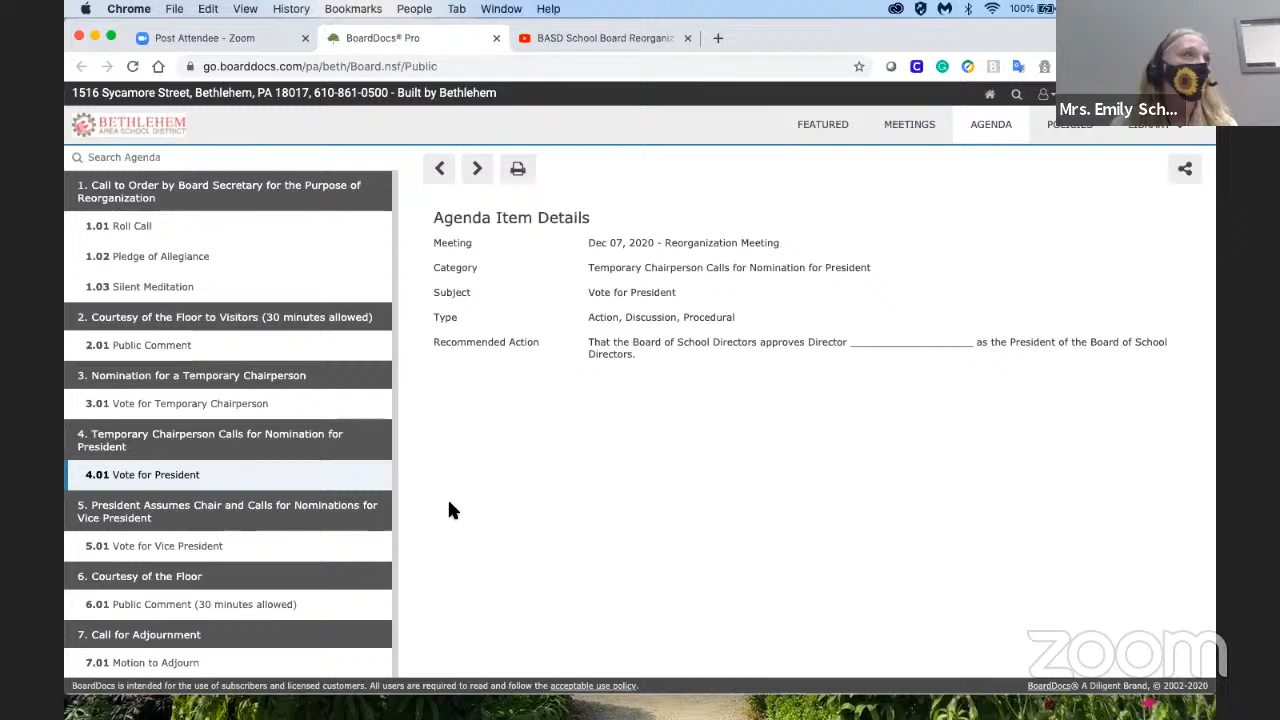 Chrome File Edit View History Bookmarks People Tab Window Help 100%
Post Attendee - Zoom
BoardDocs® Pro
BASD School Board Reorganiz
go.boarddocs.com/pa/beth/Board.nsf/Public
Mrs. Emily Sch...
1516 Sycamore Street, Bethlehem, PA 18017, 610-861-0500 - Built by Bethlehem
BETHLEHEM
AREA SCHOOL DISTRICT
FEATURED MEETINGS AGENDA POLICIES LIBRARY
Search Agenda
1. Call to Order by Board Secretary for the Purpose of
Reorganization
1.01 Roll Call
1.02 Pledge of Allegiance
1.03 Silent Meditation
2. Courtesy of the Floor to Visitors (30 minutes allowed)
2.01 Public Comment
3. Nomination for a Temporary Chairperson
3.01 Vote for Temporary Chairperson
4. Temporary Chairperson Calls for Nomination for
President
4.01 Vote for President
5. President Assumes Chair and Calls for Nominations for
Vice President
5.01 Vote for Vice President
6. Courtesy of the Floor
6.01 Public Comment (30 minutes allowed)
7. Call for Adjournment
7.01 Motion to Adjourn
Agenda Item Details
Meeting Dec 07, 2020 - Reorganization Meeting
Category Temporary Chairperson Calls for Nomination for President
Subject Vote for President
Type Action, Discussion, Procedural
Recommended Action That the Board of School Directors approves Director ______________________ as the President of the Board of School
Directors.
zoom
BoardDocs is intended for the use of subscribers and licensed customers. All users are required to read and follow the acceptable use policy.
BoardDocs® A Diligent Brand, © 2002-2020